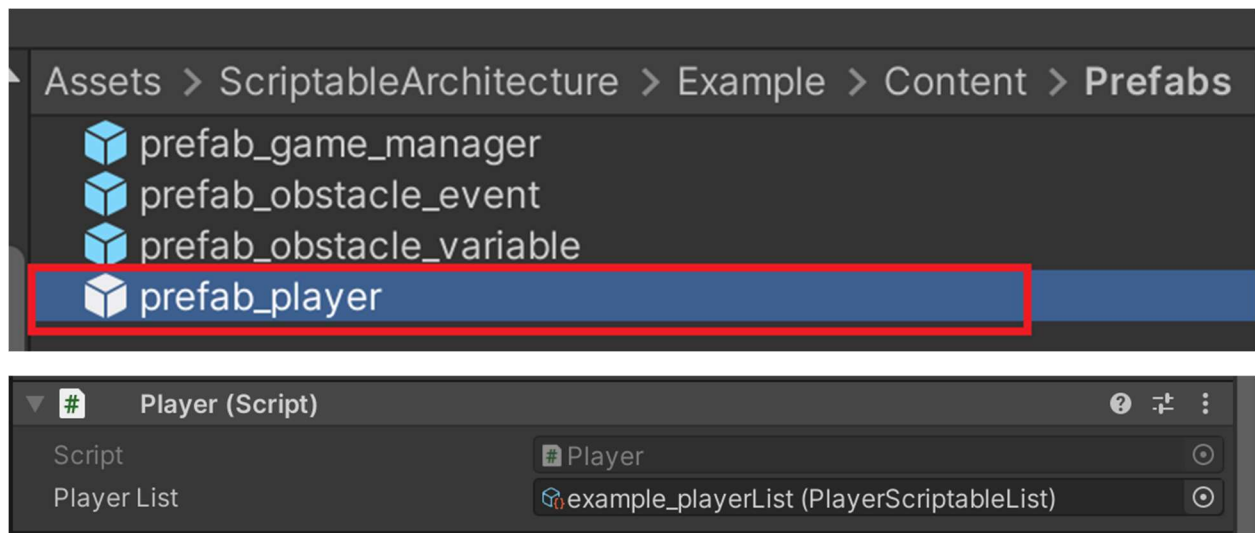 Assets > ScriptableArchitecture > Example > Content > Prefabs
prefab_game_manager
prefab_obstacle_event
prefab_obstacle_variable
prefab_player
# Player (Script)
Script # Player
Player List example_playerList (PlayerScriptableList)